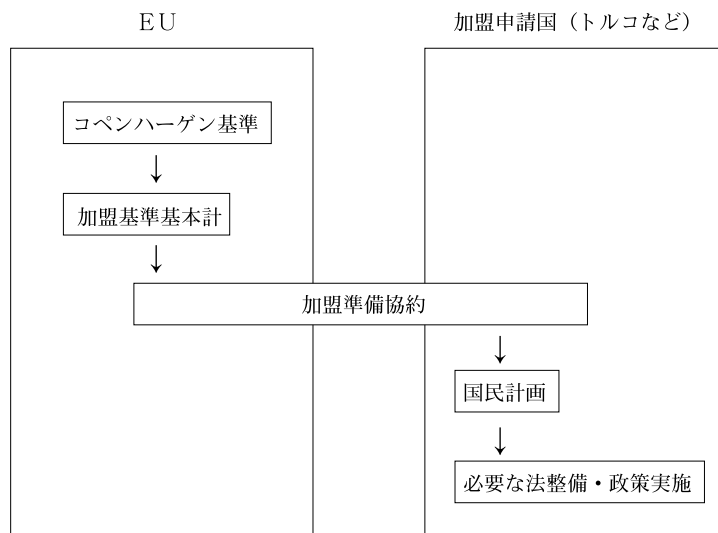 ＥＵ
加盟申請国（トルコなど）
コペンハーゲン基準
↓
加盟基準基本計
↓
加盟準備協約
↓
国民計画
↓
必要な法整備・政策実施